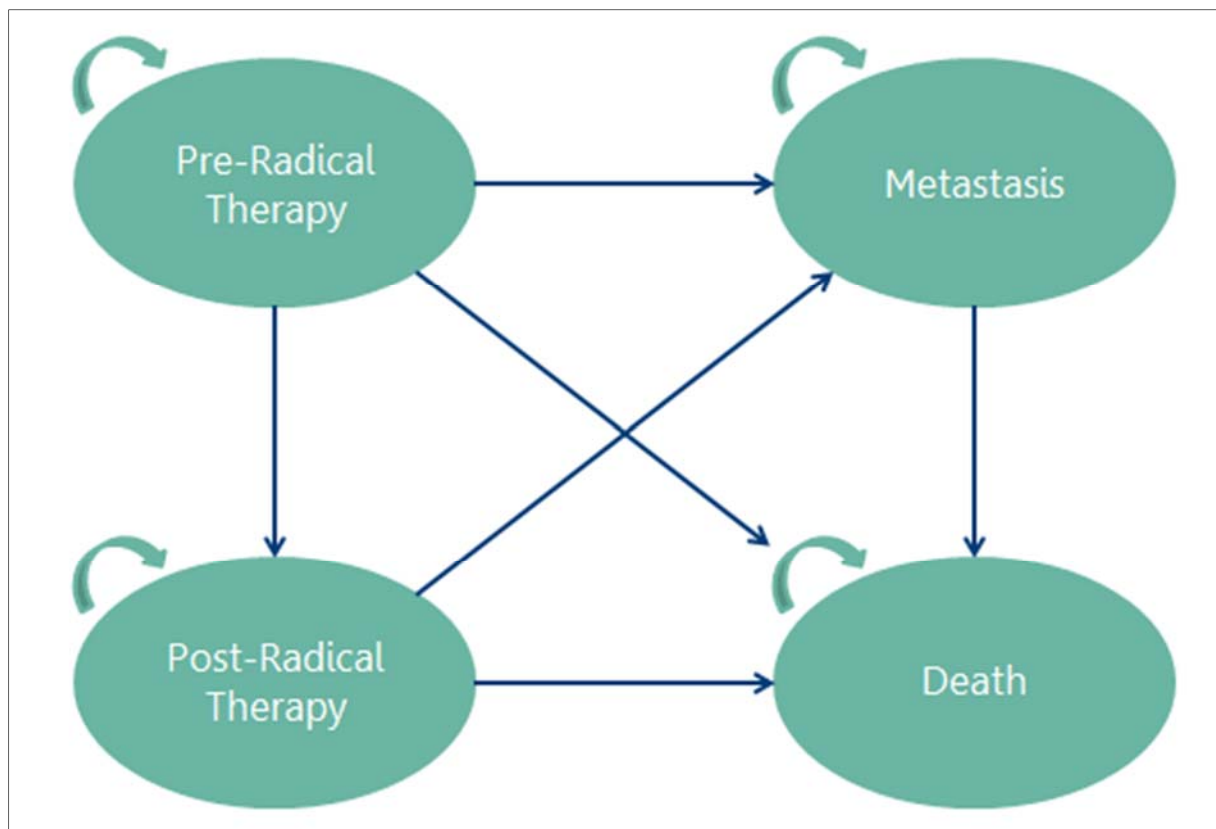 Pre-Radical
Therapy
Metastasis
Post-Radical
Therapy
Death